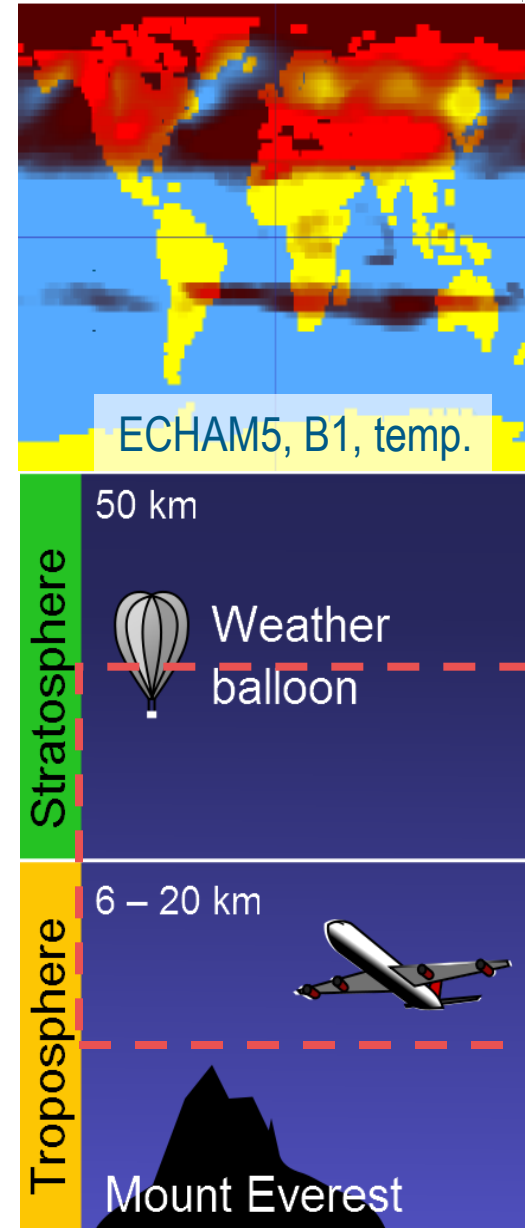 ECHAM5, B1, temp.
50 km
Stratosphere
Weather
balloon
6 – 20 km
Troposphere
Mount Everest